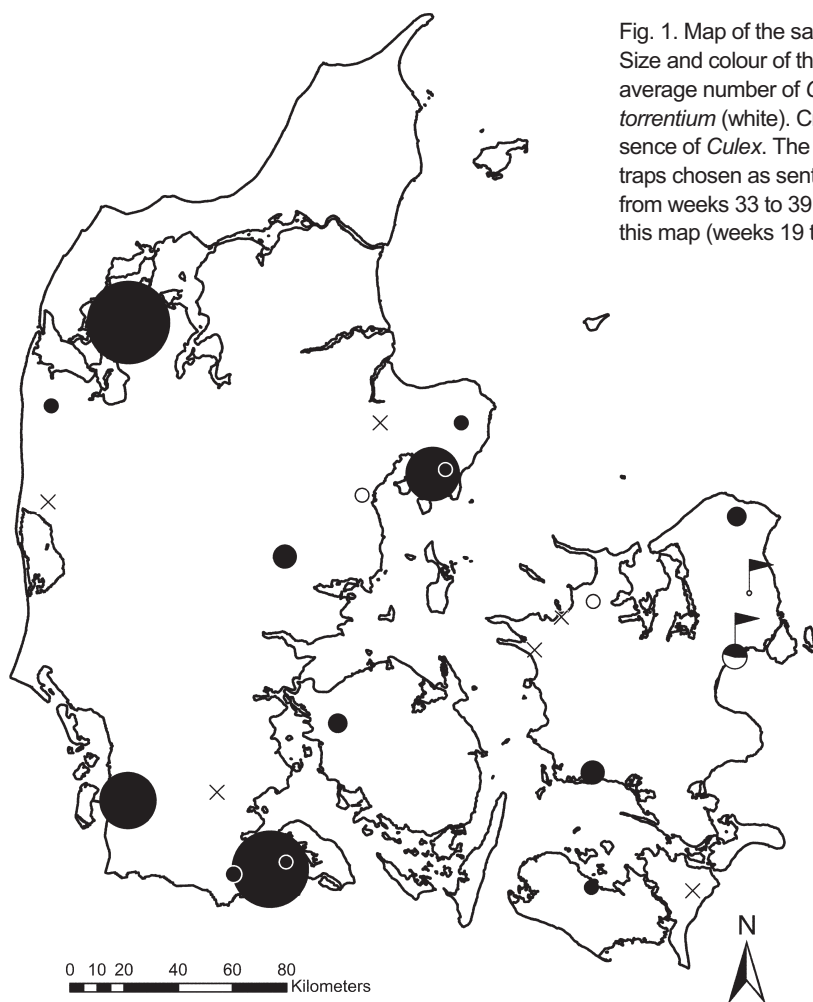 Fig. 1. Map of the sa
Size and colour of th
average number of C
torrentium (white). C
sence of Culex. The
traps chosen as sent
from weeks 33 to 39
this map (weeks 19 t
N
0 10 20 40 60 80
Kilometers